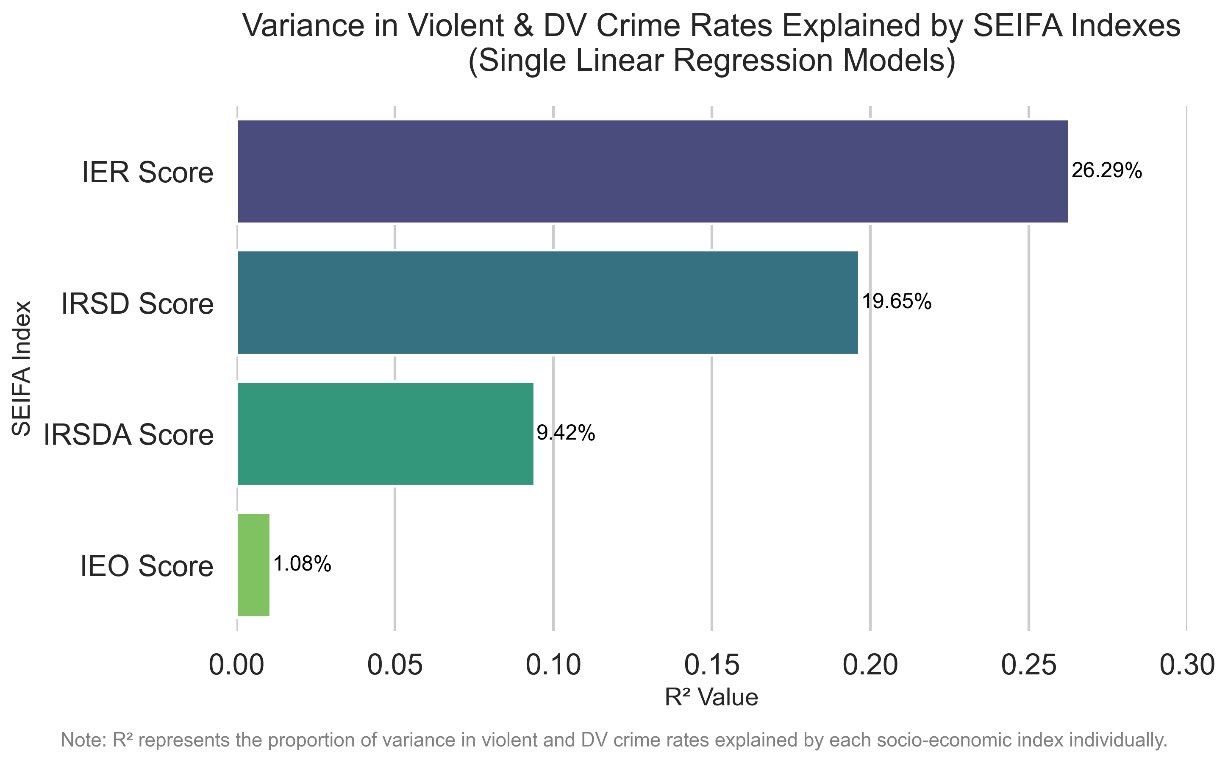 Variance in Violent & DV Crime Rates Explained by SEIFA Indexes
(Single Linear Regression Models)
SEIFA Index
IER Score
26.29%
IRSD Score
19.65%
IRSDA Score
9.42%
IEO Score
1.08%
0.00 0.05 0.10 0.15 0.20 0.25 0.30
R² Value
Note: R² represents the proportion of variance in violent and DV crime rates explained by each socio-economic index individually.